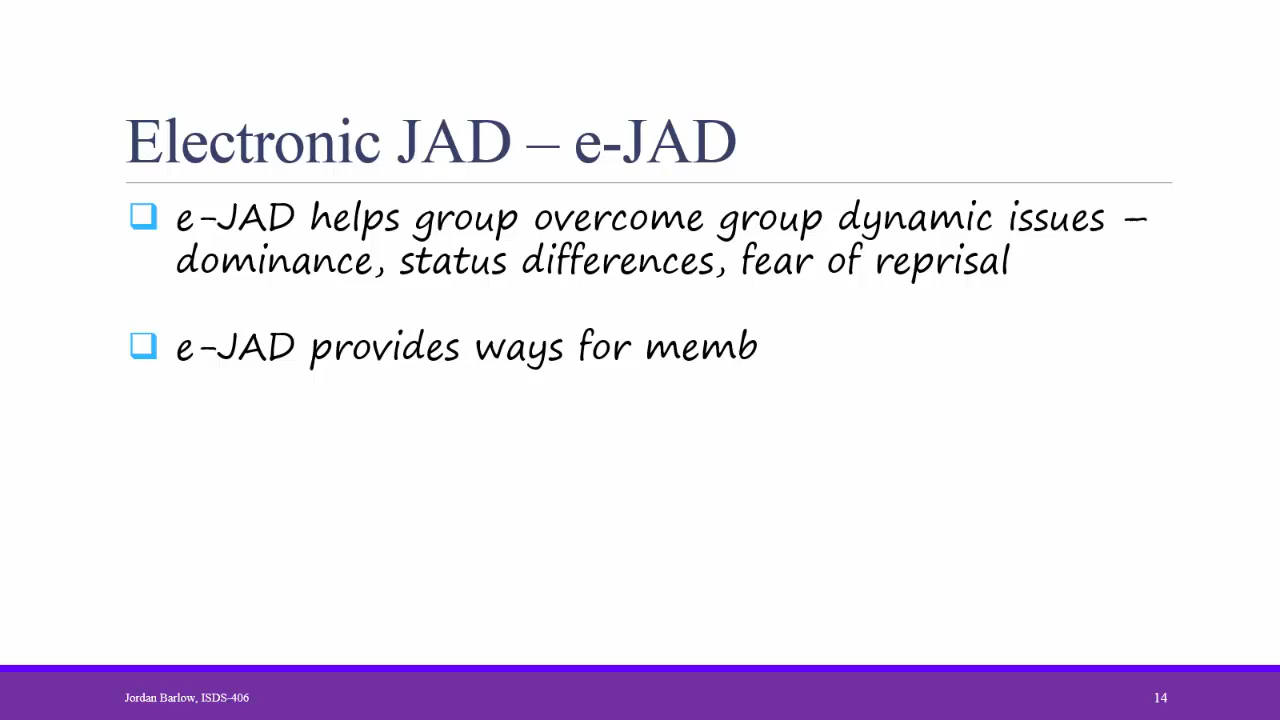 Electronic JAD – e-JAD
e-JAD helps group overcome group dynamic issues –
dominance, status differences, fear of reprisal
e-JAD provides ways for memb
Jordan Barlow, ISDS-406
14